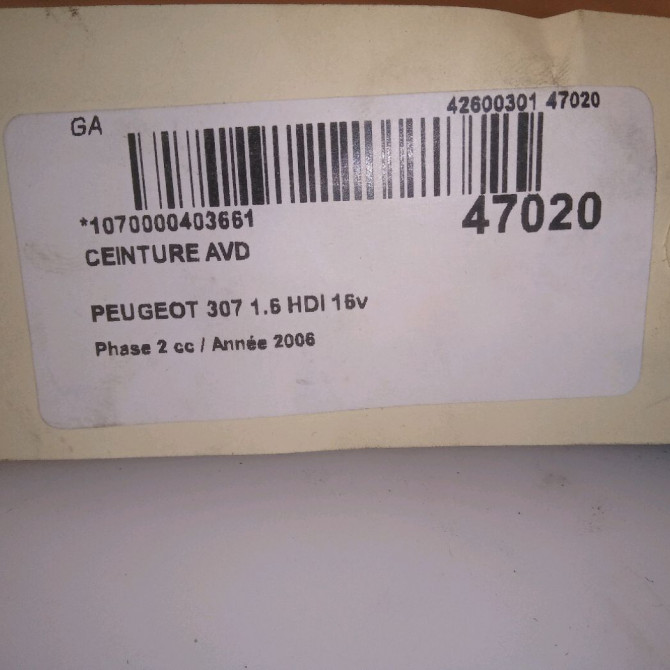 GA
42600301 47020
*1070000403661
47020
CEINTURE AVD
PEUGEOT 307 1.6 HDI 16v
Phase 2 cc / Année 2006